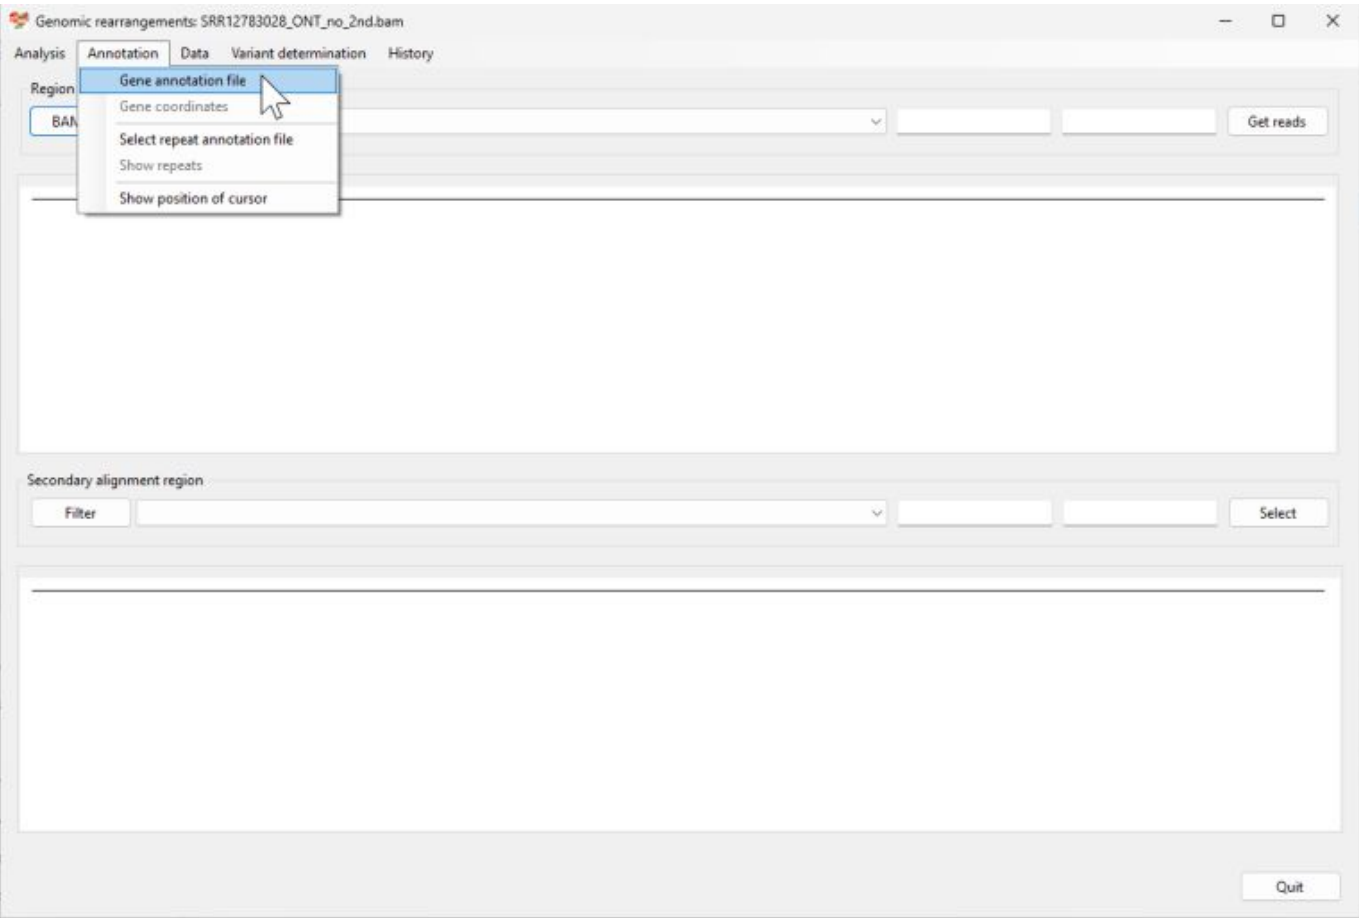 Genomic rearrangements: SRR12783028_ONT_no_2nd.bam
Analysis Annotation Data Variant determination History
Gene annotation file
Region
Gene coordinates
Get reads
Select repeat annotation file
Show repeats
Show position of cursor
Secondary alignment region
Filter Select
Quit